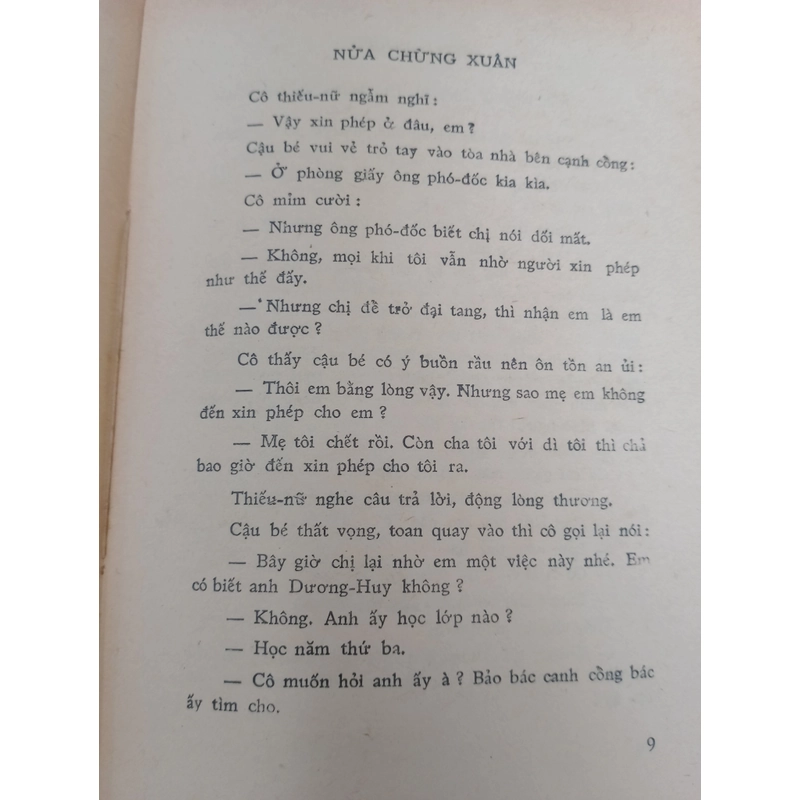 NỬA CHỪNG XUÂN
Cô thiếu-nữ ngẫm nghĩ :
— Vậy xin phép ở đâu, em ?
Cậu bé vui vẻ trỏ tay vào tòa nhà bên cạnh cổng :
— Ở phòng giấy ông phó-đốc kia kìa.
Cô mỉm cười :
— Nhưng ông phó-đốc biết chị nói dối mất.
— Không, mọi khi tôi vẫn nhờ người xin phép
như thế đấy.
— Nhưng chị để trở đại tang, thì nhận em là em
thế nào được ?
Cô thấy cậu bé có ý buồn rầu nên ôn tồn an ủi :
— Thôi em bằng lòng vậy. Nhưng sao mẹ em không
đến xin phép cho em ?
— Mẹ tôi chết rồi. Còn cha tôi với dì tôi thì chả
bao giờ đến xin phép cho tôi ra.
Thiếu-nữ nghe câu trả lời, động lòng thương.
Cậu bé thất vọng, toan quay vào thì cô gọi lại nói :
— Bây giờ chị lại nhờ em một việc này nhé. Em
có biết anh Dương-Huy không ?
— Không. Anh ấy học lớp nào ?
— Học năm thứ ba.
— Cô muốn hỏi anh ấy à ? Bảo bác canh cổng bác
ấy tìm cho.
9